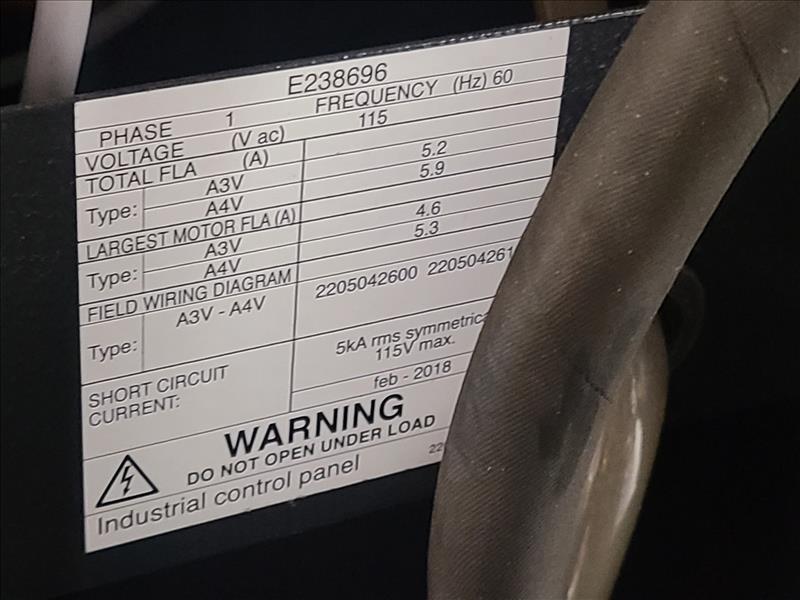 E238696
PHASE 1 FREQUENCY (Hz) 60
VOLTAGE (V ac) 115
TOTAL FLA (A)
Type: A3V 5.2
A4V 5.9
LARGEST MOTOR FLA (A)
Type: A3V 4.6
A4V 5.3
FIELD WIRING DIAGRAM
Type: A3V - A4V 2205042600
SHORT CIRCUIT CURRENT: 5kA rms
115V max.
feb - 2018
WARNING
DO NOT OPEN UNDER LOAD
Industrial control panel